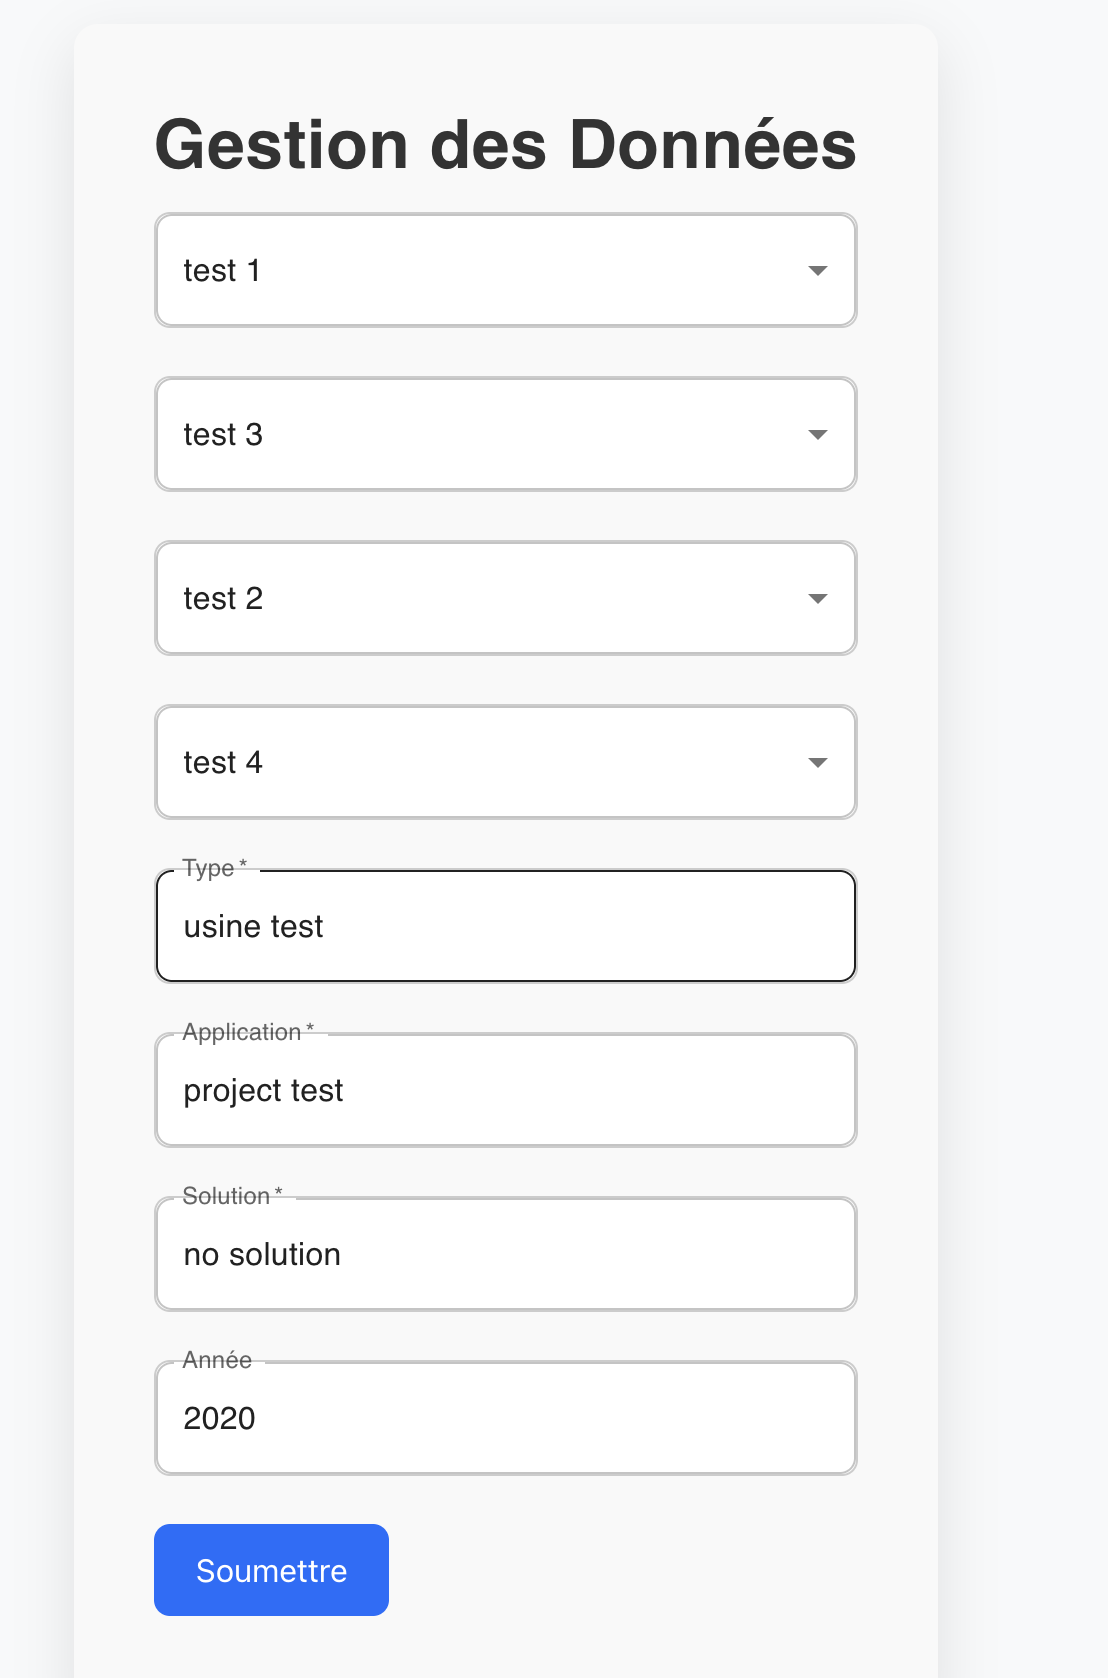 Gestion des Données
test 1
test 3
test 2
test 4
Type *
usine test
Application *
project test
Solution *
no solution
Année
2020
Soumettre